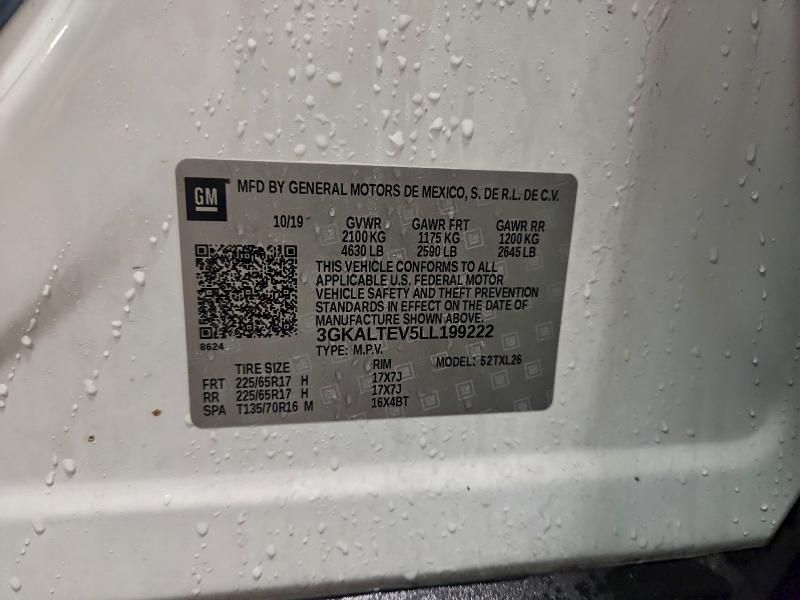 GM MFD BY GENERAL MOTORS DE MEXICO, S. DE R.L. DE C.V.
10/19 GVWR GAWR FRT GAWR RR
2100 KG 1175 KG 1200 KG
4630 LB 2590 LB 2645 LB
THIS VEHICLE CONFORMS TO ALL
APPLICABLE U.S. FEDERAL MOTOR
VEHICLE SAFETY AND THEFT PREVENTION
STANDARDS IN EFFECT ON THE DATE OF
MANUFACTURE SHOWN ABOVE.
3GKALTEV5LL199222
8624
TYPE: M.P.V. MODEL: 52TXL26
TIRE SIZE RIM
FRT 225/65R17 H 17X7J
RR 225/65R17 H 17X7J
SPA T135/70R16 M 16X4BT